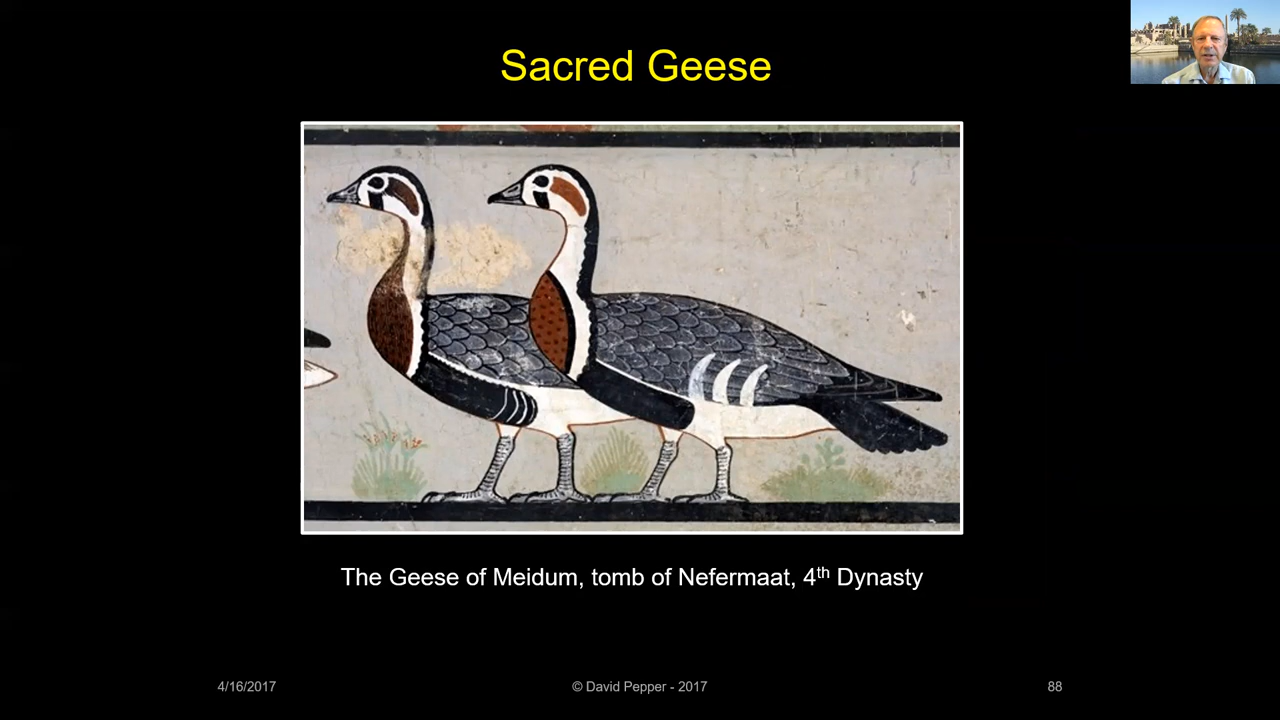 Sacred Geese
The Geese of Meidum, tomb of Nefermaat, 4th Dynasty
4/16/2017
© David Pepper - 2017
88